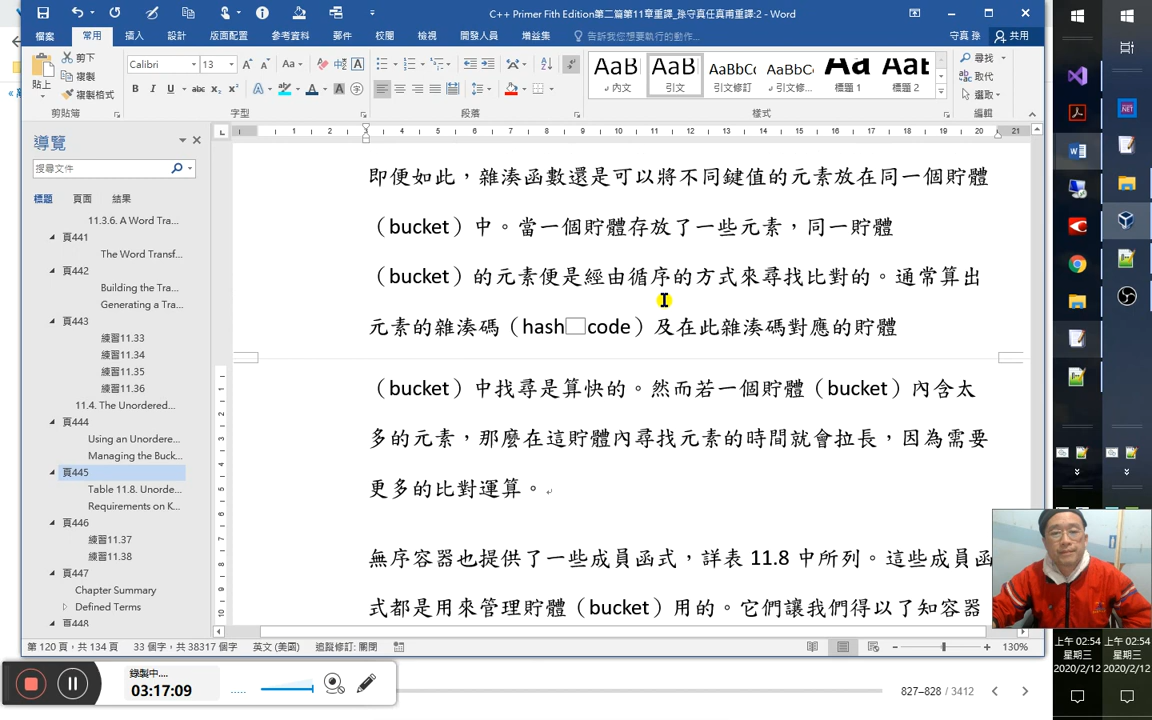 C++ Primer Fith Edition第二篇第11章重譯_孫守真任真甫重譯:2 - Word
檔案 常用 插入 設計 版面配置 參考資料 郵件 校閱 檢視 開發人員 增益集 告訴我您想要執行的動作... 守真 孫 共用
貼上 剪下 複製 複製格式
Calibri 13
AaB AaB AaBbCc AaBbCc AaB AaB
內文 引文 引文修訂 引文修... 標題 1 標題 2
尋找 取代 選取
剪貼簿 字型 段落 樣式 編輯
導覽
搜尋文件
標題 頁面 結果
11.3.6. A Word Tra...
頁441
The Word Transf...
頁442
Building the Tra...
Generating a Tra...
頁443
練習11.33
練習11.34
練習11.35
練習11.36
11.4. The Unordered...
頁444
Using an Unordere...
Managing the Buck...
頁445
Table 11.8. Unorde...
Requirements on K...
頁446
練習11.37
練習11.38
頁447
Chapter Summary
Defined Terms
頁448
即便如此，雜湊函數還是可以將不同鍵值的元素放在同一個貯體
（bucket）中。當一個貯體存放了一些元素，同一貯體
（bucket）的元素便是經由循序的方式來尋找比對的。通常算出
元素的雜湊碼（hash code）及在此雜湊碼對應的貯體
（bucket）中找尋是算快的。然而若一個貯體（bucket）內含太
多的元素，那麼在這貯體內尋找元素的時間就會拉長，因為需要
更多的比對運算。
無序容器也提供了一些成員函式，詳表 11.8 中所列。這些成員函
式都是用來管理貯體（bucket）用的。它們讓我們得以了知容器
第 120 頁，共 134 頁 33 個字，共 38317 個字 英文 (美國) 追蹤修訂: 關閉 130%
錄製中...
03:17:09
827–828 / 3412
上午 02:54 上午 02:54
星期三 星期三
2020/2/12 2020/2/12